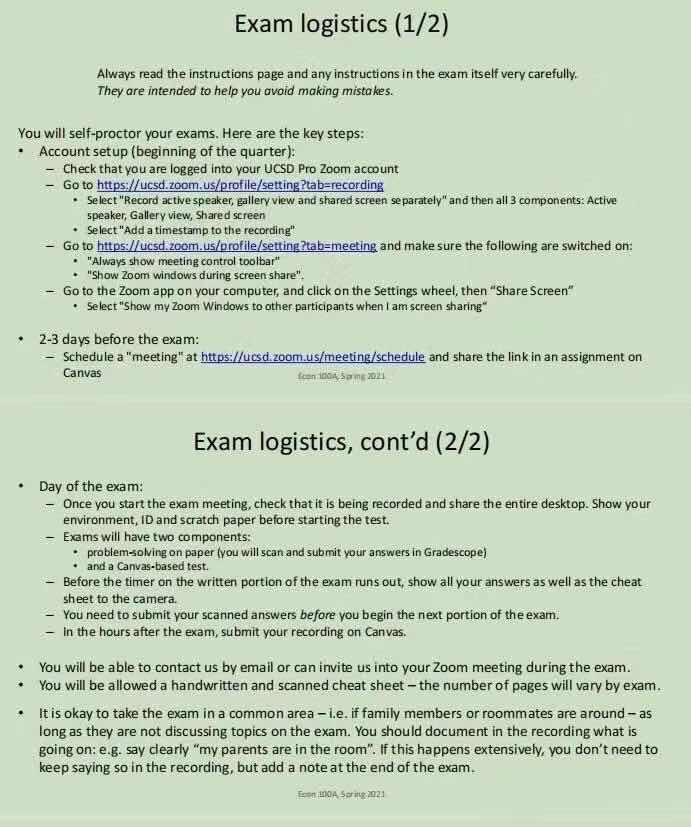 Exam logistics (1/2)
Always read the instructions page and any instructions in the exam itself very carefully.
They are intended to help you avoid making mistakes.
You will self-proctor your exams. Here are the key steps:
• Account setup (beginning of the quarter):
– Check that you are logged into your UCSD Pro Zoom account
– Go to https://ucsd.zoom.us/profile/setting?tab=recording
• Select "Record active speaker, gallery view and shared screen separately" and then all 3 components: Active
speaker, Gallery view, Shared screen
• Select "Add a timestamp to the recording"
– Go to https://ucsd.zoom.us/profile/setting?tab=meeting and make sure the following are switched on:
• "Always show meeting control toolbar"
• "Show Zoom windows during screen share".
– Go to the Zoom app on your computer, and click on the Settings wheel, then “Share Screen”
• Select "Show my Zoom Windows to other participants when I am screen sharing“
• 2-3 days before the exam:
– Schedule a "meeting" at https://ucsd.zoom.us/meeting/schedule and share the link in an assignment on
Canvas
Econ 100A, Spring 2021
Exam logistics, cont’d (2/2)
• Day of the exam:
– Once you start the exam meeting, check that it is being recorded and share the entire desktop. Show your
environment, ID and scratch paper before starting the test.
– Exams will have two components:
• problem-solving on paper (you will scan and submit your answers in Gradescope)
• and a Canvas-based test.
– Before the timer on the written portion of the exam runs out, show all your answers as well as the cheat
sheet to the camera.
– You need to submit your scanned answers before you begin the next portion of the exam.
– In the hours after the exam, submit your recording on Canvas.
• You will be able to contact us by email or can invite us into your Zoom meeting during the exam.
• You will be allowed a handwritten and scanned cheat sheet – the number of pages will vary by exam.
• It is okay to take the exam in a common area – i.e. if family members or roommates are around – as
long as they are not discussing topics on the exam. You should document in the recording what is
going on: e.g. say clearly “my parents are in the room”. If this happens extensively, you don’t need to
keep saying so in the recording, but add a note at the end of the exam.
Econ 100A, Spring 2021